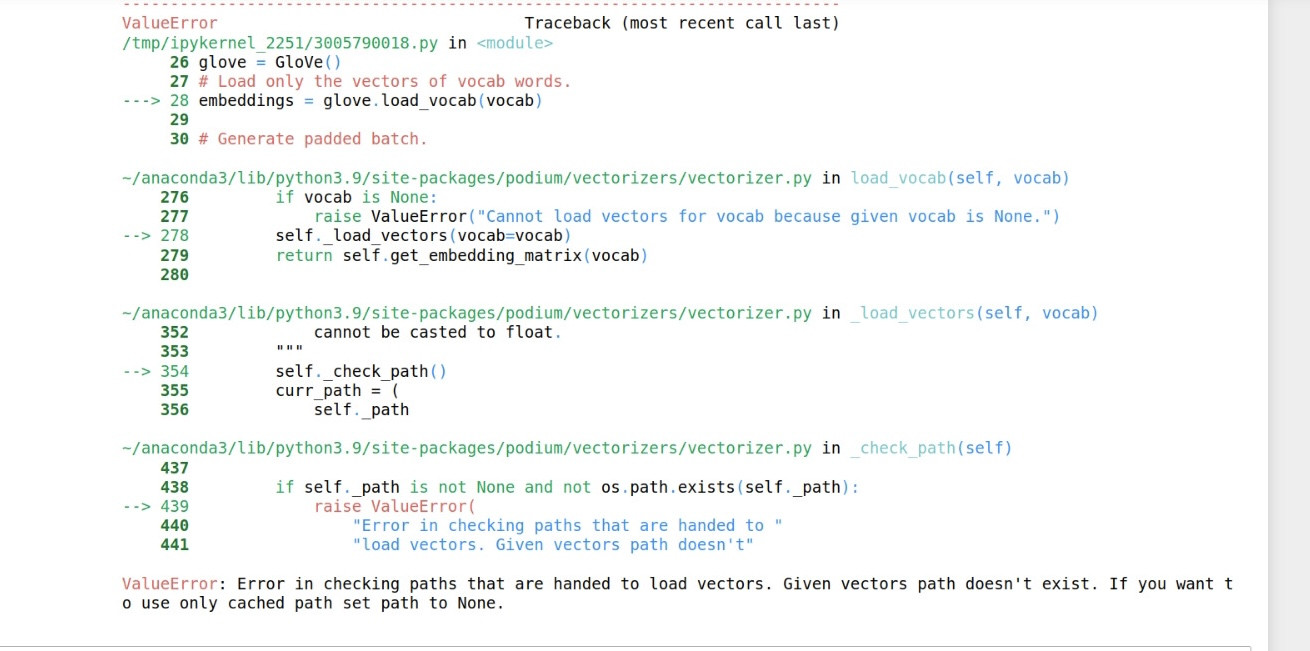 ---------------------------------------------------------------------------
ValueError                                Traceback (most recent call last)
/tmp/ipykernel_2251/3005790018.py in <module>
     26 glove = GloVe()
     27 # Load only the vectors of vocab words.
---> 28 embeddings = glove.load_vocab(vocab)
     29
     30 # Generate padded batch.

~/anaconda3/lib/python3.9/site-packages/podium/vectorizers/vectorizer.py in load_vocab(self, vocab)
    276         if vocab is None:
    277             raise ValueError("Cannot load vectors for vocab because given vocab is None.")
--> 278         self._load_vectors(vocab=vocab)
    279         return self.get_embedding_matrix(vocab)
    280

~/anaconda3/lib/python3.9/site-packages/podium/vectorizers/vectorizer.py in _load_vectors(self, vocab)
    352             cannot be casted to float.
    353         """
--> 354         self._check_path()
    355         curr_path = (
    356             self._path

~/anaconda3/lib/python3.9/site-packages/podium/vectorizers/vectorizer.py in _check_path(self)
    437
    438         if self._path is not None and not os.path.exists(self._path):
--> 439             raise ValueError(
    440                 "Error in checking paths that are handed to "
    441                 "load vectors. Given vectors path doesn't"

ValueError: Error in checking paths that are handed to load vectors. Given vectors path doesn't exist. If you want t
o use only cached path set path to None.